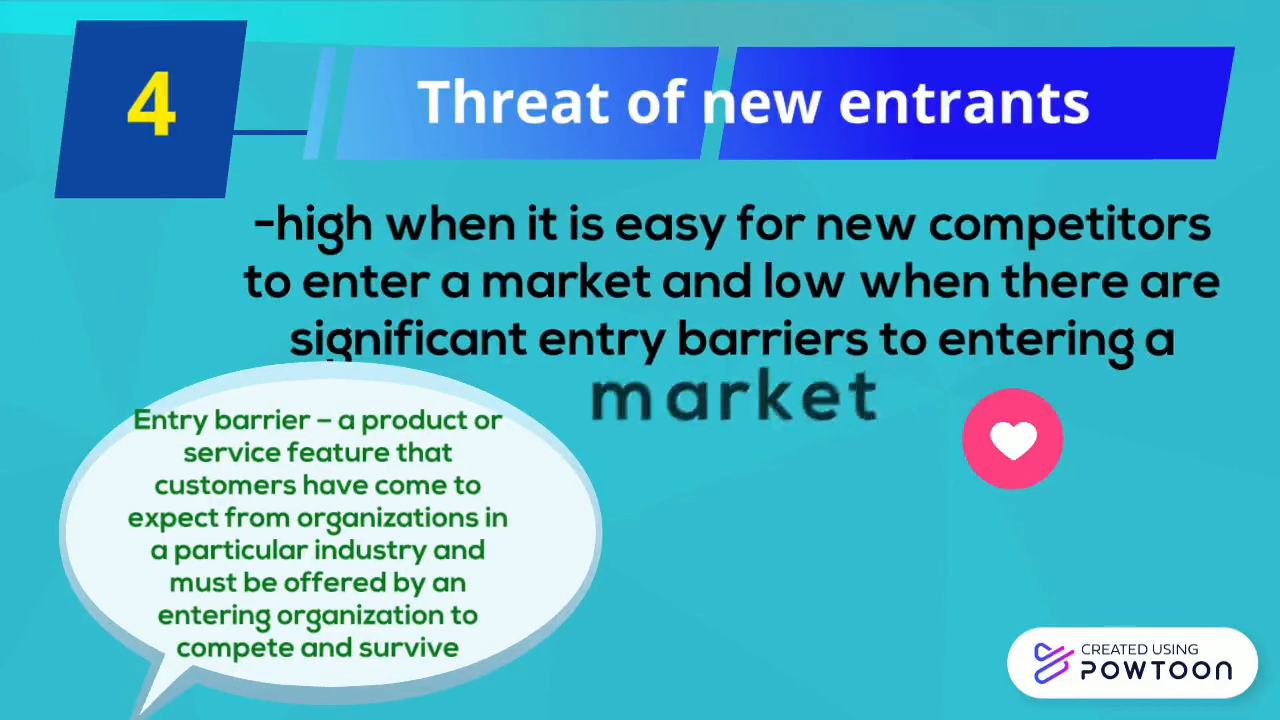 4
Threat of new entrants
-high when it is easy for new competitors
to enter a market and low when there are
significant entry barriers to entering a
market
Entry barrier – a product or
service feature that
customers have come to
expect from organizations in
a particular industry and
must be offered by an
entering organization to
compete and survive
CREATED USING
POWTOON